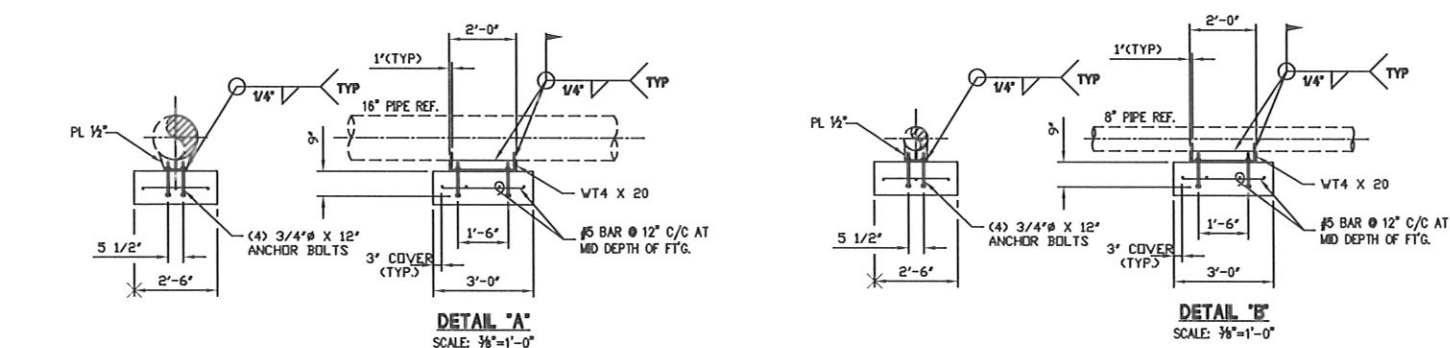 2'-0"
1"(TYP)
1/4"
TYP
1/4"
TYP
16" PIPE REF.
PL ½"
9"
WT4 X 20
(4) 3/4"ø X 12"
ANCHOR BOLTS
5 1/2"
1'-6"
#5 BAR @ 12" C/C AT
MID DEPTH OF FT'G.
3" COVER
(TYP.)
2'-6"
3'-0"
DETAIL "A"
SCALE: ⅜"=1'-0"
2'-0"
1"(TYP)
1/4"
TYP
1/4"
TYP
8" PIPE REF.
PL ½"
9"
WT4 X 20
(4) 3/4"ø X 12"
ANCHOR BOLTS
5 1/2"
1'-6"
#5 BAR @ 12" C/C AT
MID DEPTH OF FT'G.
3" COVER
(TYP.)
2'-6"
3'-0"
DETAIL "B"
SCALE: ⅜"=1'-0"